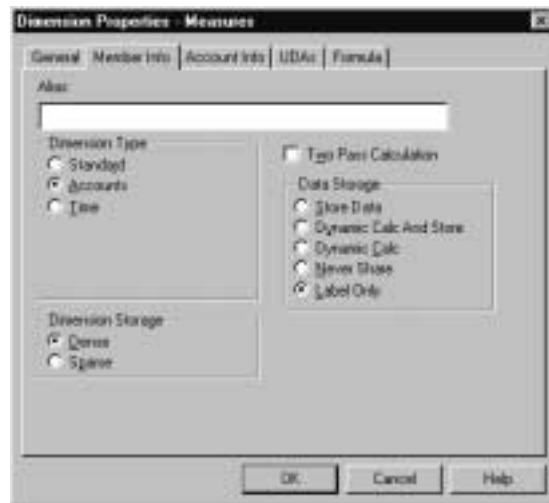 Dimension Properties - Measures
General
Member Info
Account Info
UDAs
Formula
Alias:
Dimension Type
Standard
Accounts
Time
Two Pass Calculation
Data Storage
Store Data
Dynamic Calc And Store
Dynamic Calc
Never Share
Label Only
Dimension Storage
Dense
Sparse
OK
Cancel
Help